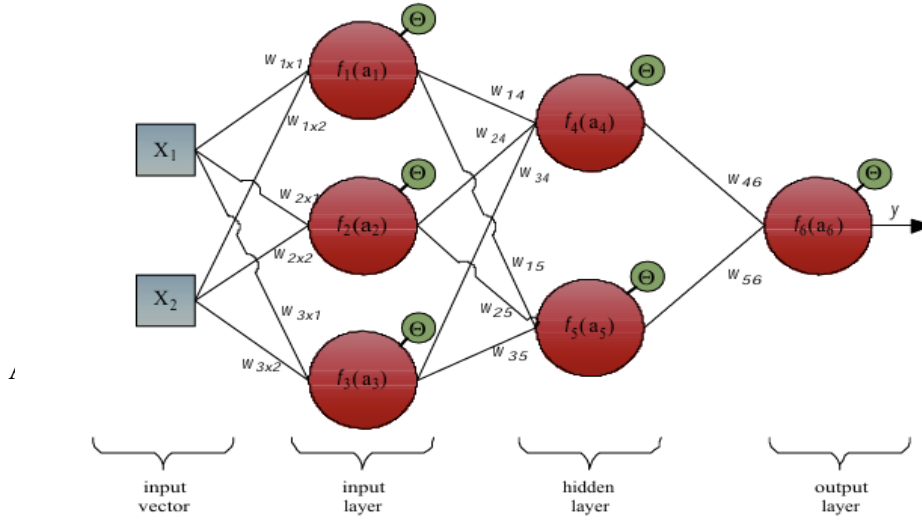 Θ
f1(a1)
w1x1
w1x2
w14
Θ
w24
f4(a4)
X1
w34
Θ
w2x1
w46
Θ
f2(a2)
y
f6(a6)
w2x2
w15
Θ
w56
X2
w3x1
w25
f5(a5)
Θ
w35
w3x2
f3(a3)
input
vector
input
layer
hidden
layer
output
layer